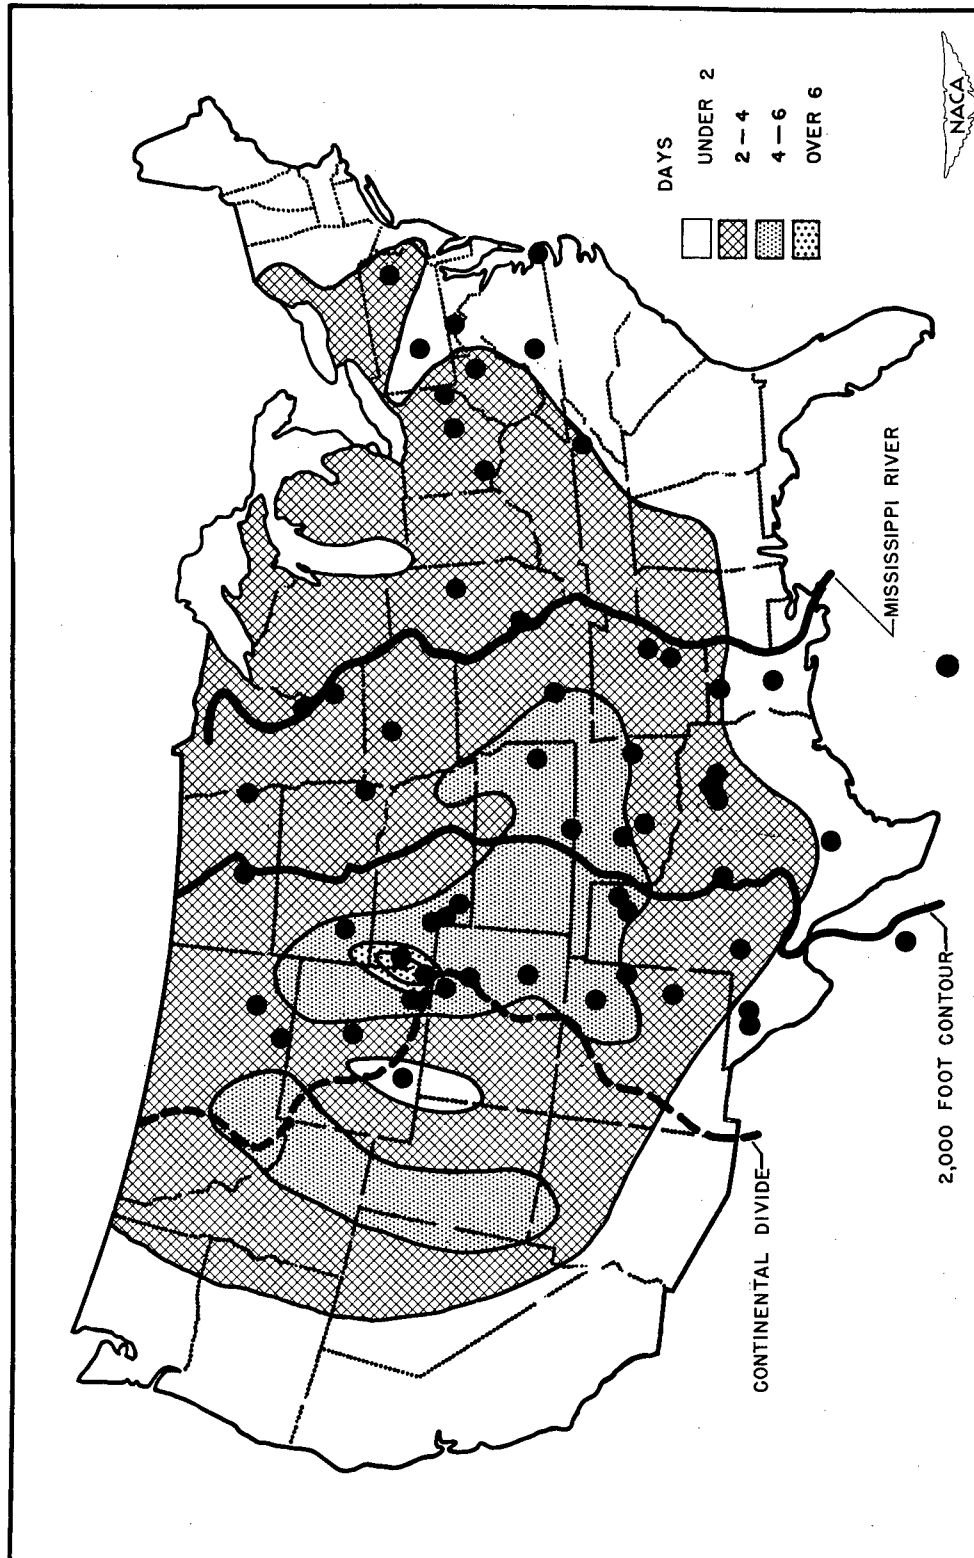 DAYS
UNDER 2
2 – 4
4 – 6
OVER 6
NACA
MISSISSIPPI RIVER
2,000 FOOT CONTOUR
CONTINENTAL DIVIDE